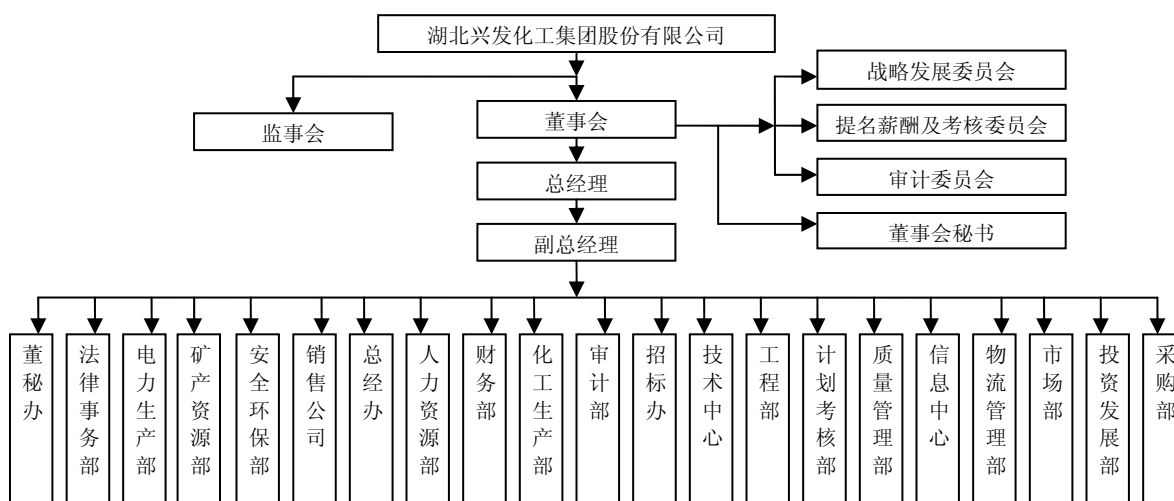 湖北兴发化工集团股份有限公司
战略发展委员会
监事会
董事会
提名薪酬及考核委员会
总经理
审计委员会
副总经理
董事会秘书
董秘办
法律事务部
电力生产部
矿产资源部
安全环保部
销售公司
总经办
人力资源部
财务部
化工生产部
审计部
招标办
技术中心
工程部
计划考核部
质量管理部
信息中心
物流管理部
市场部
投资发展部
采购部